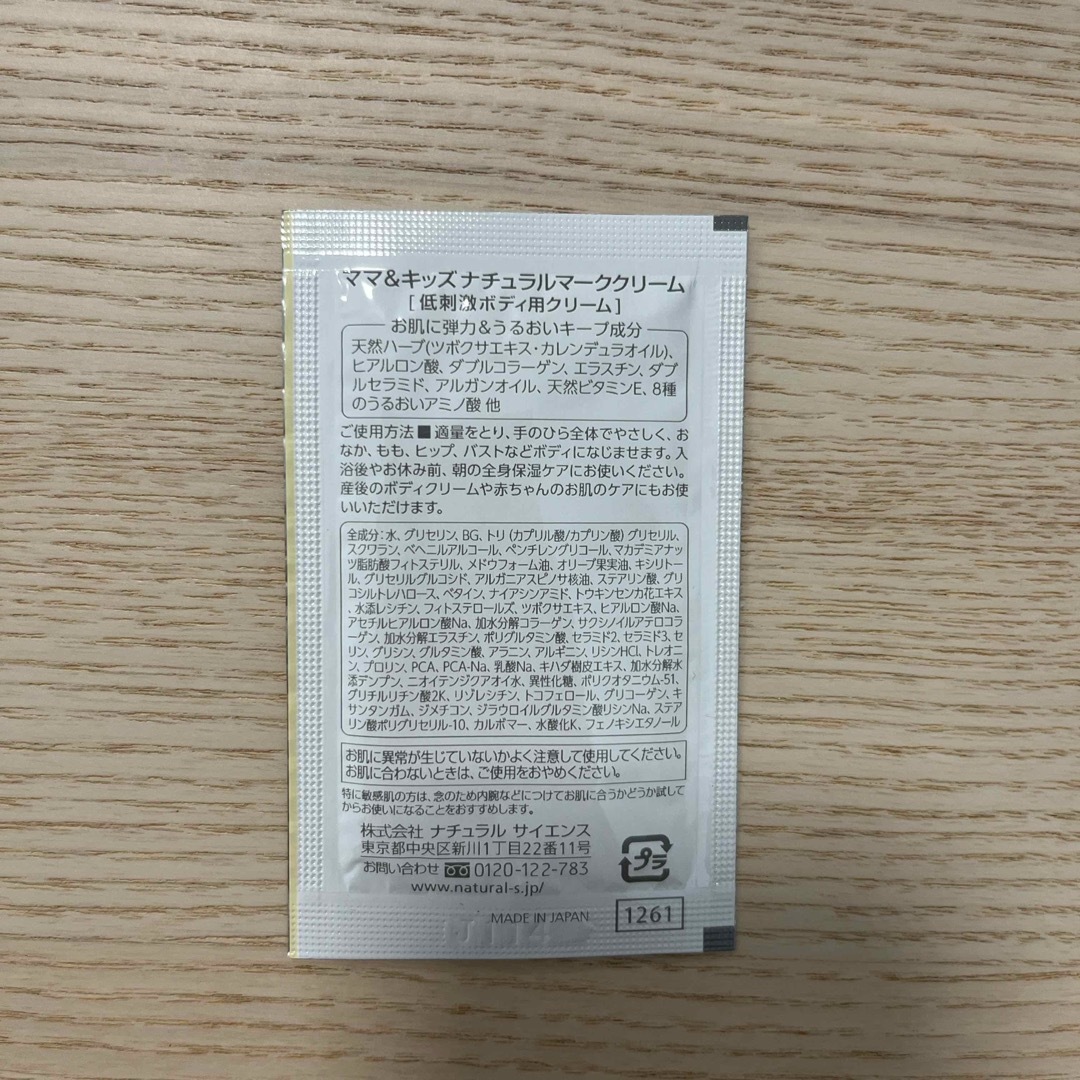 ママ&キッズ ナチュラルマーククリーム
[低刺激ボディ用クリーム]
お肌に弾力&うるおいキープ成分
天然ハーブ(ツボクサエキス・カレンデュラオイル)、
ヒアルロン酸、ダブルコラーゲン、エラスチン、ダブ
ルセラミド、アルガンオイル、天然ビタミンE、8種
のうるおいアミノ酸 他
ご使用方法 ■ 適量をとり、手のひら全体でやさしく、お
なか、もも、ヒップ、バストなどボディになじませます。入
浴後やお休み前、朝の全身保湿ケアにお使いください。
産後のボディクリームや赤ちゃんのお肌のケアにもお使
いいただけます。
全成分:水、グリセリン、BG、トリ(カプリル酸/カプリン酸)グリセリル、
スクワラン、ベヘニルアルコール、ペンチレングリコール、マカデミアナッ
ツ脂肪酸フィトステリル、メドウフォーム油、オリーブ果実油、キシリトー
ル、グリセリルグルコシド、アルガニアスピノサ核油、ステアリン酸、グリ
コシルトレハロース、ベタイン、ナイアシンアミド、トウキンセンカ花エキス
、水添レシチン、フィトステロールズ、ツボクサエキス、ヒアルロン酸Na、
アセチルヒアルロン酸Na、加水分解コラーゲン、サクシノイルアテロコラ
ーゲン、加水分解エラスチン、ポリグルタミン酸、セラミド2、セラミド3、セ
リン、グリシン、グルタミン酸、アラニン、アルギニン、リシンHCl、トレオニ
ン、プロリン、PCA、PCA-Na、乳酸Na、キハダ樹皮エキス、加水分解水
添デンプン、ニオイテンジクアオイ水、異性化糖、ポリクオタニウム-51、
グリチルリチン酸2K、リゾレシチン、トコフェロール、グリコーゲン、キ
サンタンガム、ジメチコン、ジラウロイルグルタミン酸リシンNa、ステア
リン酸ポリグリセリル-10、カルボマー、水酸化K、フェノキシエタノール
お肌に異常が生じていないかよく注意して使用してください。
お肌に合わないときは、ご使用をおやめください。
特に敏感肌の方は、念のため内腕などにつけてお肌に合うかどうか試して
からお使いになることをおすすめします。
株式会社 ナチュラル サイエンス
東京都中央区新川1丁目22番11号
お問い合わせ 0120-122-783
www.natural-s.jp/
プラ
MADE IN JAPAN
1261